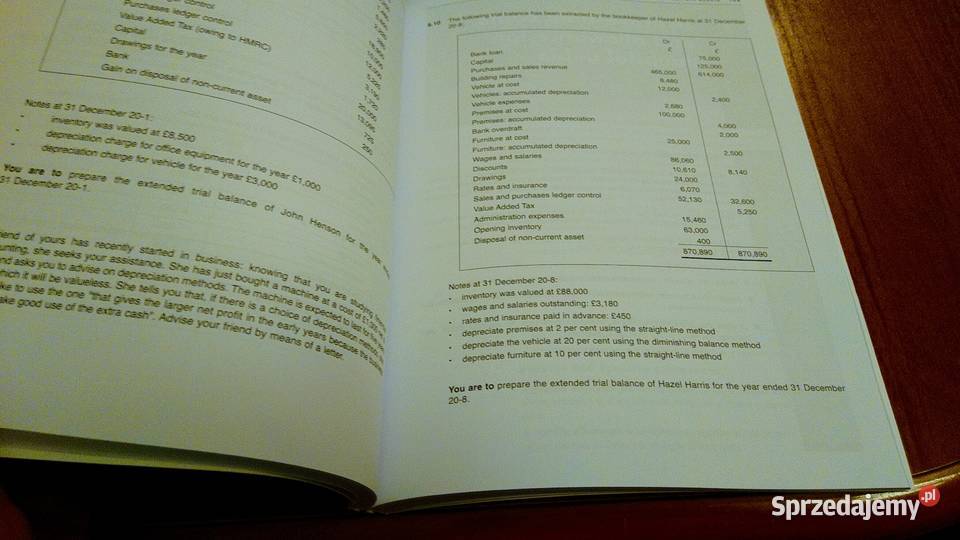 control
Purchases ledger control
Value Added Tax (owing to HMRC)
Capital
Drawings for the year
Bank
Gain on disposal of non-current asset
Notes at 31 December 20-1:
- inventory was valued at £8,500
- depreciation charge for office equipment for the year £1,000
- depreciation charge for vehicle for the year £3,000
You are to prepare the extended trial balance of John Henson for the year
31 December 20-1.
iend of yours has recently started in business: knowing that you are studying
unting, she seeks your assistance. She has just bought a machine at a cost of £1,
nd asks you to advise on depreciation methods. The machine is expected to last for
hich it will be valueless. She tells you that, if there is a choice of depreciation
ke to use the one "that gives the larger net profit in the early years because the
ake good use of the extra cash". Advise your friend by means of a letter.
6.10 The following trial balance has been extracted by the bookkeeper of Hazel Harris at 31 December
20-8:
Dr Cr
£ £
Bank loan 75,000
Capital 125,000
Purchases and sales revenue 465,000 614,000
Building repairs 8,480
Vehicle at cost 12,000
Vehicles: accumulated depreciation 2,400
Vehicle expenses 2,680
Premises at cost 100,000
Premises: accumulated depreciation 4,000
Bank overdraft 2,000
Furniture at cost 25,000
Furniture: accumulated depreciation 2,500
Wages and salaries 86,060
Discounts 10,610 8,140
Drawings 24,000
Rates and insurance 6,070
Sales and purchases ledger control 52,130 32,600
Value Added Tax 5,250
Administration expenses 15,460
Opening inventory 63,000
Disposal of non-current asset 400
870,890 870,890
Notes at 31 December 20-8:
- inventory was valued at £88,000
- wages and salaries outstanding: £3,180
- rates and insurance paid in advance: £450
- depreciate premises at 2 per cent using the straight-line method
- depreciate the vehicle at 20 per cent using the diminishing balance method
- depreciate furniture at 10 per cent using the straight-line method
You are to prepare the extended trial balance of Hazel Harris for the year ended 31 December
20-8.
Sprzedajemy.pl